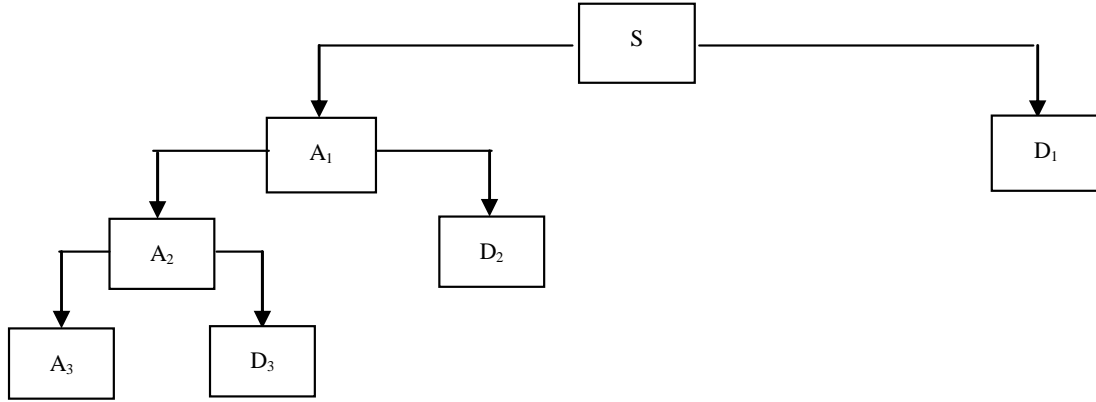 S
A₁
D₁
A₂
D₂
A₃
D₃